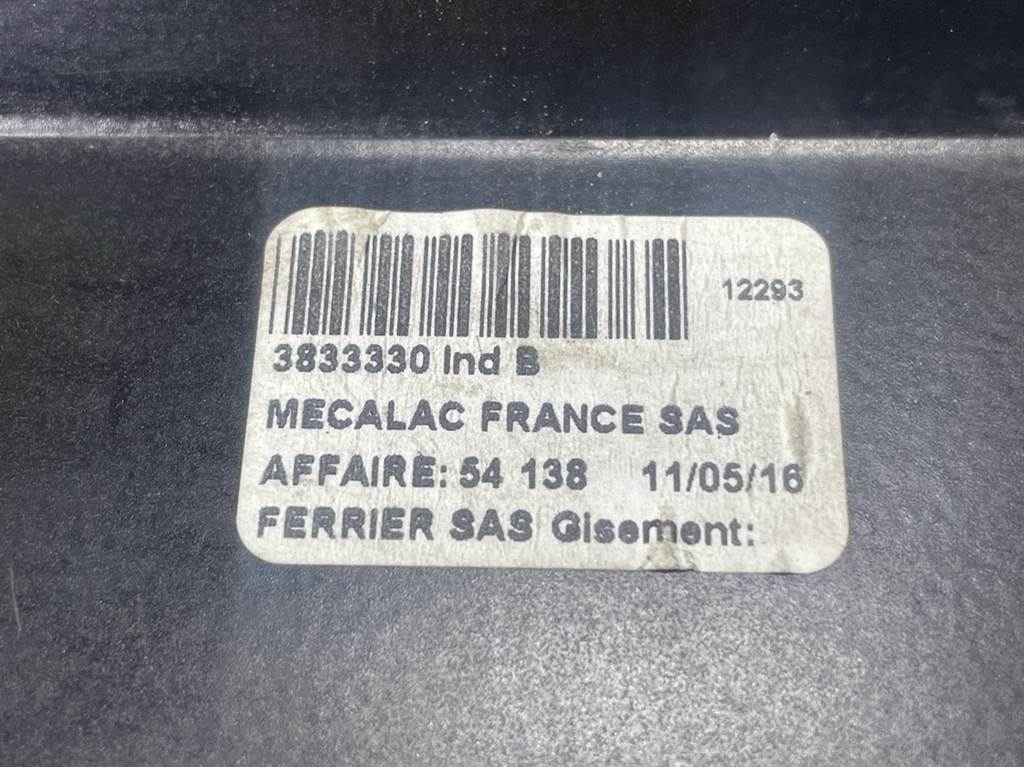 12293
3833330 Ind B
MECALAC FRANCE SAS
AFFAIRE: 54 138 11/05/16
FERRIER SAS Gisement: